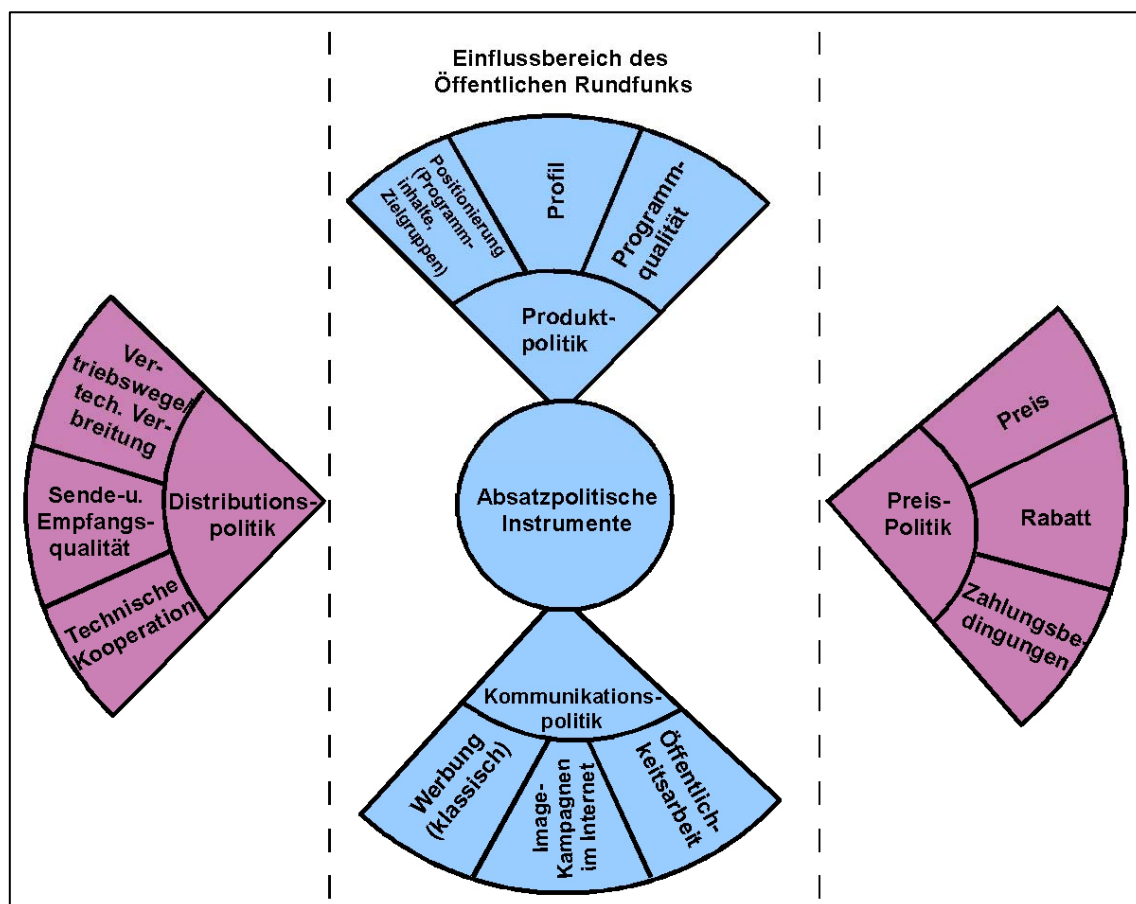 Einflussbereich des
Öffentlichen Rundfunks
Positionierung
(Programm-
inhalte,
Zielgruppen)
Profil
Programm-
qualität
Produkt-
politik
Ver-
triebswege/
tech. Ver-
breitung
Sende-u.
Empfangs-
qualität
Technische
Kooperation
Distributions-
politik
Absatzpolitische
Instrumente
Preis-
Politik
Preis
Rabatt
Zahlungsbe-
dingungen
Kommunikations-
politik
Werbung
(klassisch)
Image-
Kampagnen
im Internet
Öffentlich-
keitsarbeit